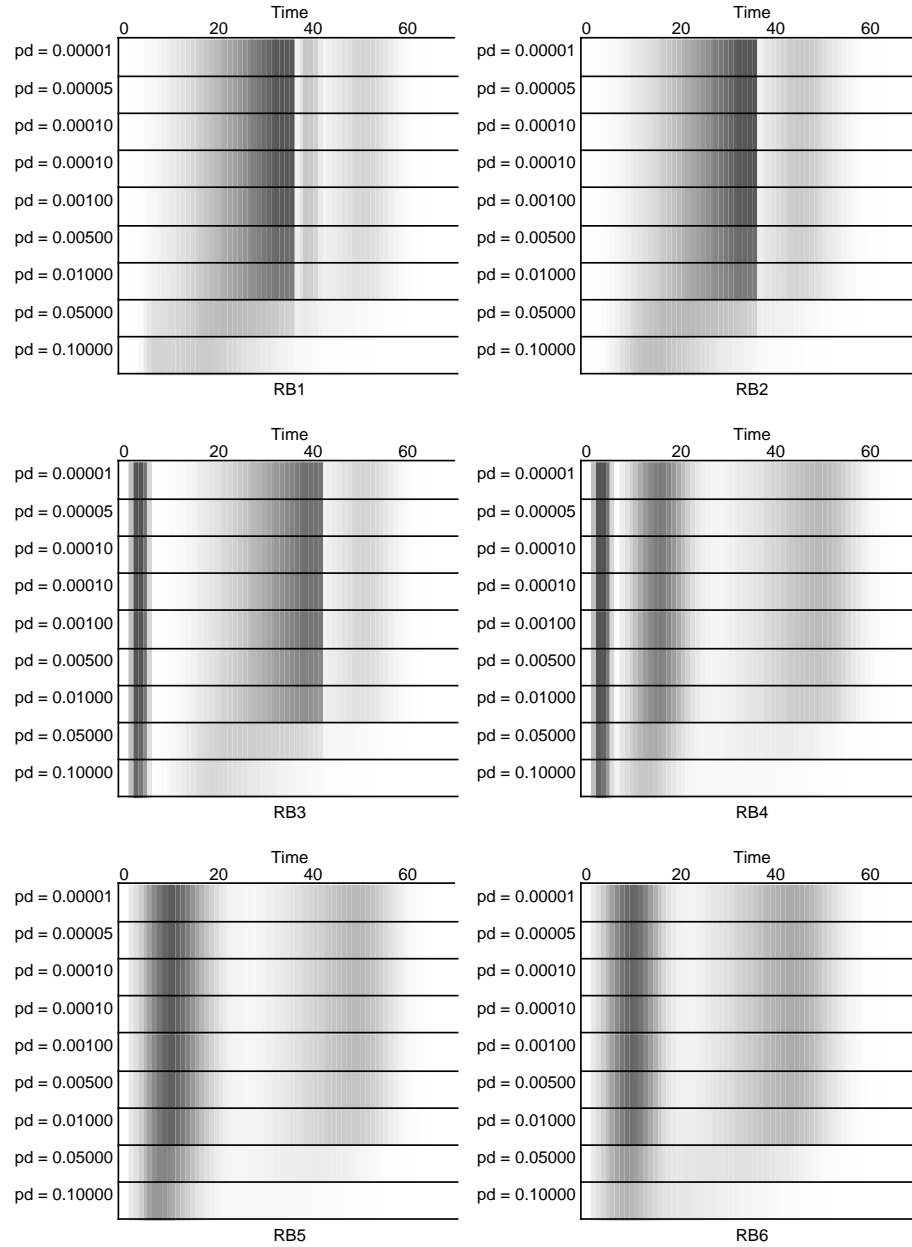 Time
0 20 40 60
pd = 0.00001
pd = 0.00005
pd = 0.00010
pd = 0.00010
pd = 0.00100
pd = 0.00500
pd = 0.01000
pd = 0.05000
pd = 0.10000
RB1
Time
0 20 40 60
pd = 0.00001
pd = 0.00005
pd = 0.00010
pd = 0.00010
pd = 0.00100
pd = 0.00500
pd = 0.01000
pd = 0.05000
pd = 0.10000
RB2
Time
0 20 40 60
pd = 0.00001
pd = 0.00005
pd = 0.00010
pd = 0.00010
pd = 0.00100
pd = 0.00500
pd = 0.01000
pd = 0.05000
pd = 0.10000
RB3
Time
0 20 40 60
pd = 0.00001
pd = 0.00005
pd = 0.00010
pd = 0.00010
pd = 0.00100
pd = 0.00500
pd = 0.01000
pd = 0.05000
pd = 0.10000
RB4
Time
0 20 40 60
pd = 0.00001
pd = 0.00005
pd = 0.00010
pd = 0.00010
pd = 0.00100
pd = 0.00500
pd = 0.01000
pd = 0.05000
pd = 0.10000
RB5
Time
0 20 40 60
pd = 0.00001
pd = 0.00005
pd = 0.00010
pd = 0.00010
pd = 0.00100
pd = 0.00500
pd = 0.01000
pd = 0.05000
pd = 0.10000
RB6